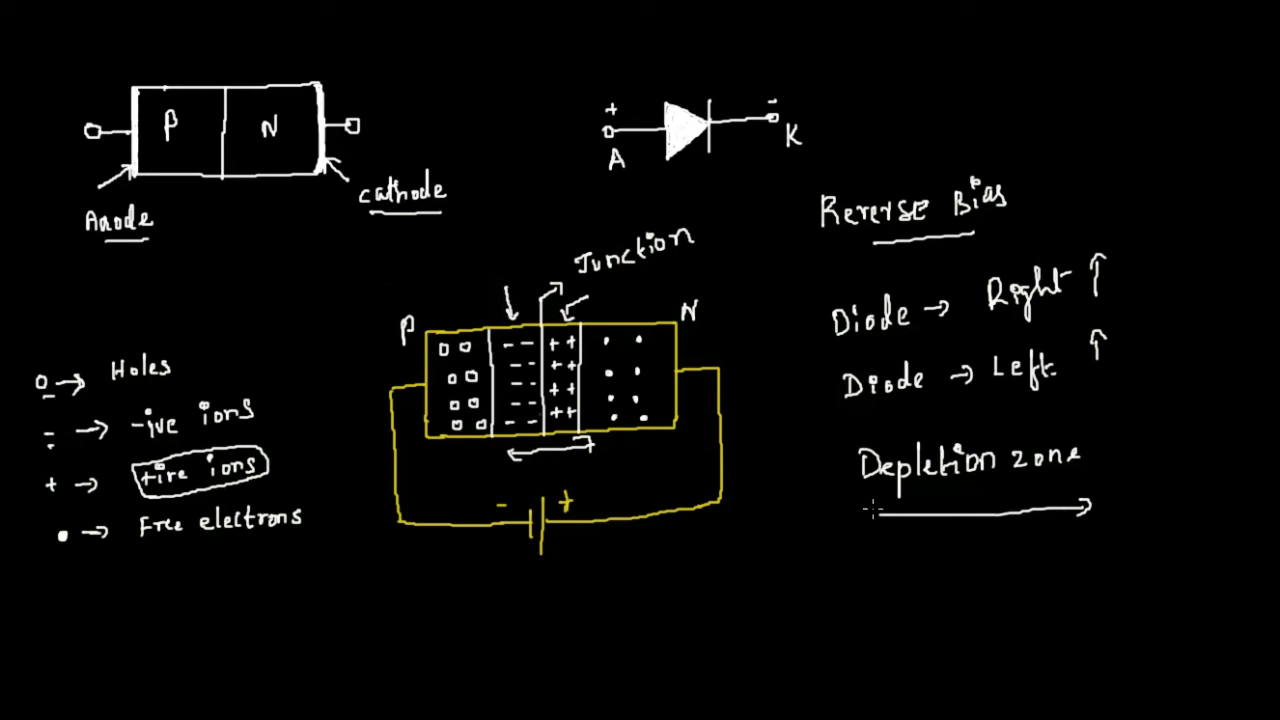 P N
Anode
cathode
+ -
A K
Reverse Bias
Junction
P N
Diode → Right ↑
Diode → Left ↑
o → Holes
- → -ive ions
+ → +ive ions
• → Free electrons
Depletion zone
- +